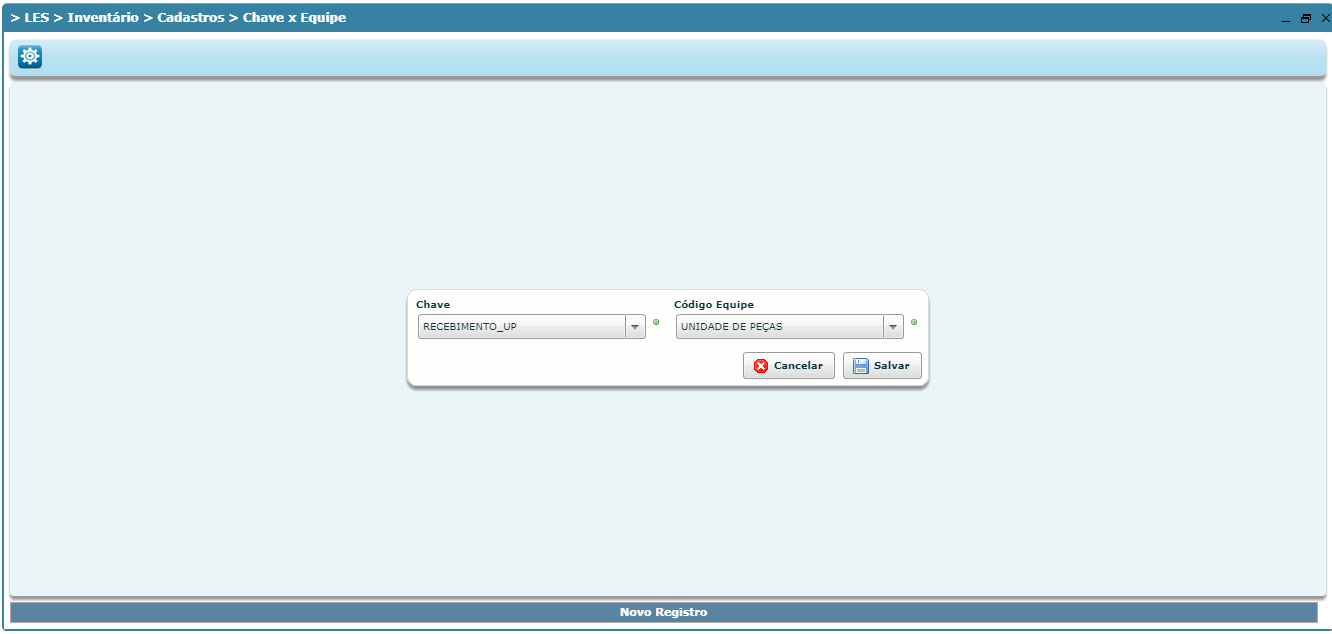 > LES > Inventário > Cadastros > Chave x Equipe
Chave
Código Equipe
RECEBIMENTO_UP
UNIDADE DE PEÇAS
Cancelar
Salvar
Novo Registro